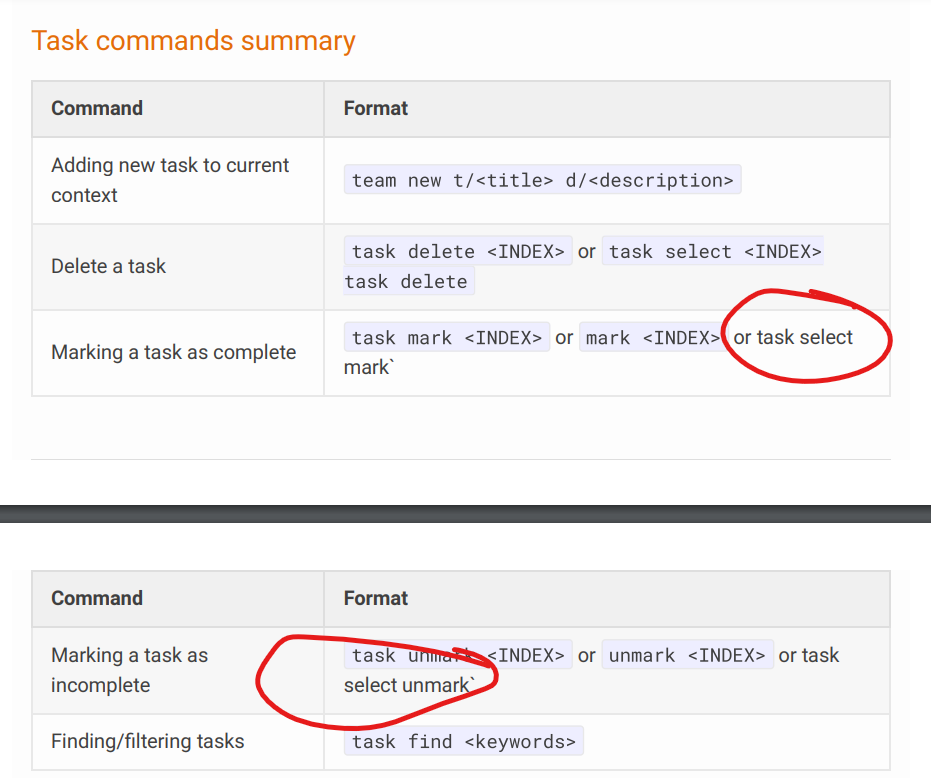 Task commands summary
Command Format
Adding new task to current
context
team new t/<title> d/<description>
Delete a task
task delete <INDEX> or task select <INDEX>
task delete
Marking a task as complete
task mark <INDEX> or mark <INDEX> or task select
mark`
Command Format
Marking a task as
incomplete
task unmark <INDEX> or unmark <INDEX> or task
select unmark`
Finding/filtering tasks
task find <keywords>